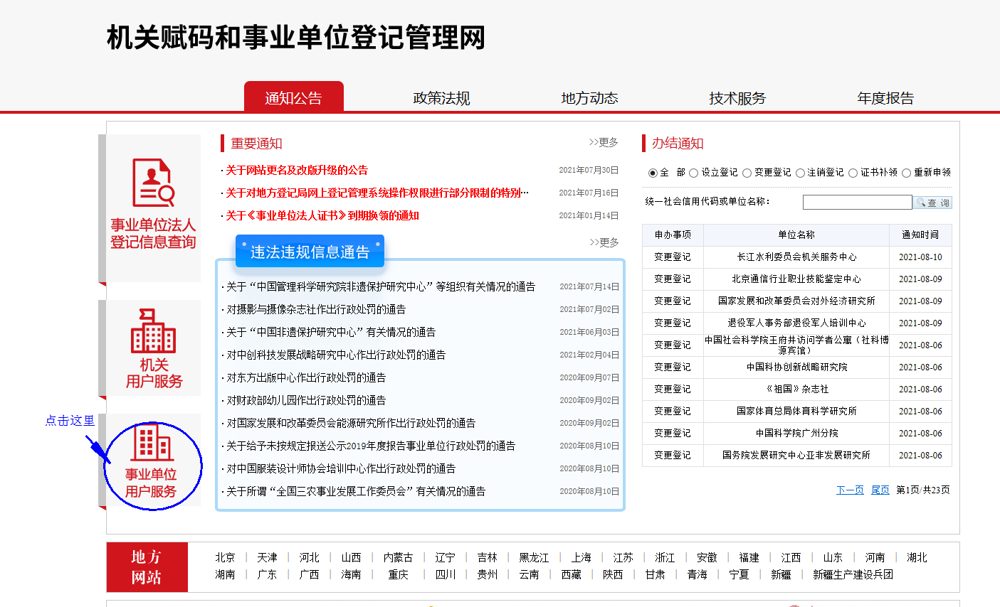 机关赋码和事业单位登记管理网
通知公告 政策法规 地方动态 技术服务 年度报告
事业单位法人
登记信息查询
机关
用户服务
点击这里
事业单位
用户服务
重要通知 >>更多
· 关于网站更名及改版升级的公告 2021年07月30日
· 关于对地方登记局网上登记管理系统操作权限进行部分限制的特别··· 2021年07月16日
· 关于《事业单位法人证书》到期换领的通知 2021年01月14日
违法违规信息通告 >>更多
· 关于“中国管理科学研究院非遗保护研究中心”等组织有关情况的通告 2021年07月14日
· 对摄影与摄像杂志社作出行政处罚的通告 2021年07月02日
· 关于“中国非遗保护研究中心”有关情况的通告 2021年06月03日
· 对中创科技发展战略研究中心作出行政处罚的通告 2021年02月04日
· 对东方出版中心作出行政处罚的通告 2020年09月07日
· 对财政部幼儿园作出行政处罚的通告 2020年09月02日
· 对国家发展和改革委员会能源研究所作出行政处罚的通告 2020年09月02日
· 关于给予未按规定报送公示2019年度报告事业单位行政处罚的通告 2020年08月10日
· 对中国服装设计师协会培训中心作出行政处罚的通告 2020年08月10日
· 关于所谓“全国三农事业发展工作委员会”有关情况的通告 2020年08月10日
办结通知
全 部 设立登记 变更登记 注销登记 证书补领 重新申领
统一社会信用代码或单位名称: 查 询
申办事项 单位名称 通知时间
变更登记 长江水利委员会机关服务中心 2021-08-10
变更登记 北京通信行业职业技能鉴定中心 2021-08-09
变更登记 国家发展和改革委员会对外经济研究所 2021-08-09
变更登记 退役军人事务部退役军人培训中心 2021-08-09
变更登记 中国社会科学院王府井访问学者公寓（社科博
源宾馆） 2021-08-06
变更登记 中国科协创新战略研究院 2021-08-06
变更登记 《祖国》杂志社 2021-08-06
变更登记 国家体育总局体育科学研究所 2021-08-06
变更登记 中国科学院广州分院 2021-08-06
变更登记 国务院发展研究中心亚非发展研究所 2021-08-06
下一页 尾页 第1页/共23页
地方
网站
北京 | 天津 | 河北 | 山西 | 内蒙古 | 辽宁 | 吉林 | 黑龙江 | 上海 | 江苏 | 浙江 | 安徽 | 福建 | 江西 | 山东 | 河南 | 湖北
湖南 | 广东 | 广西 | 海南 | 重庆 | 四川 | 贵州 | 云南 | 西藏 | 陕西 | 甘肃 | 青海 | 宁夏 | 新疆 | 新疆生产建设兵团